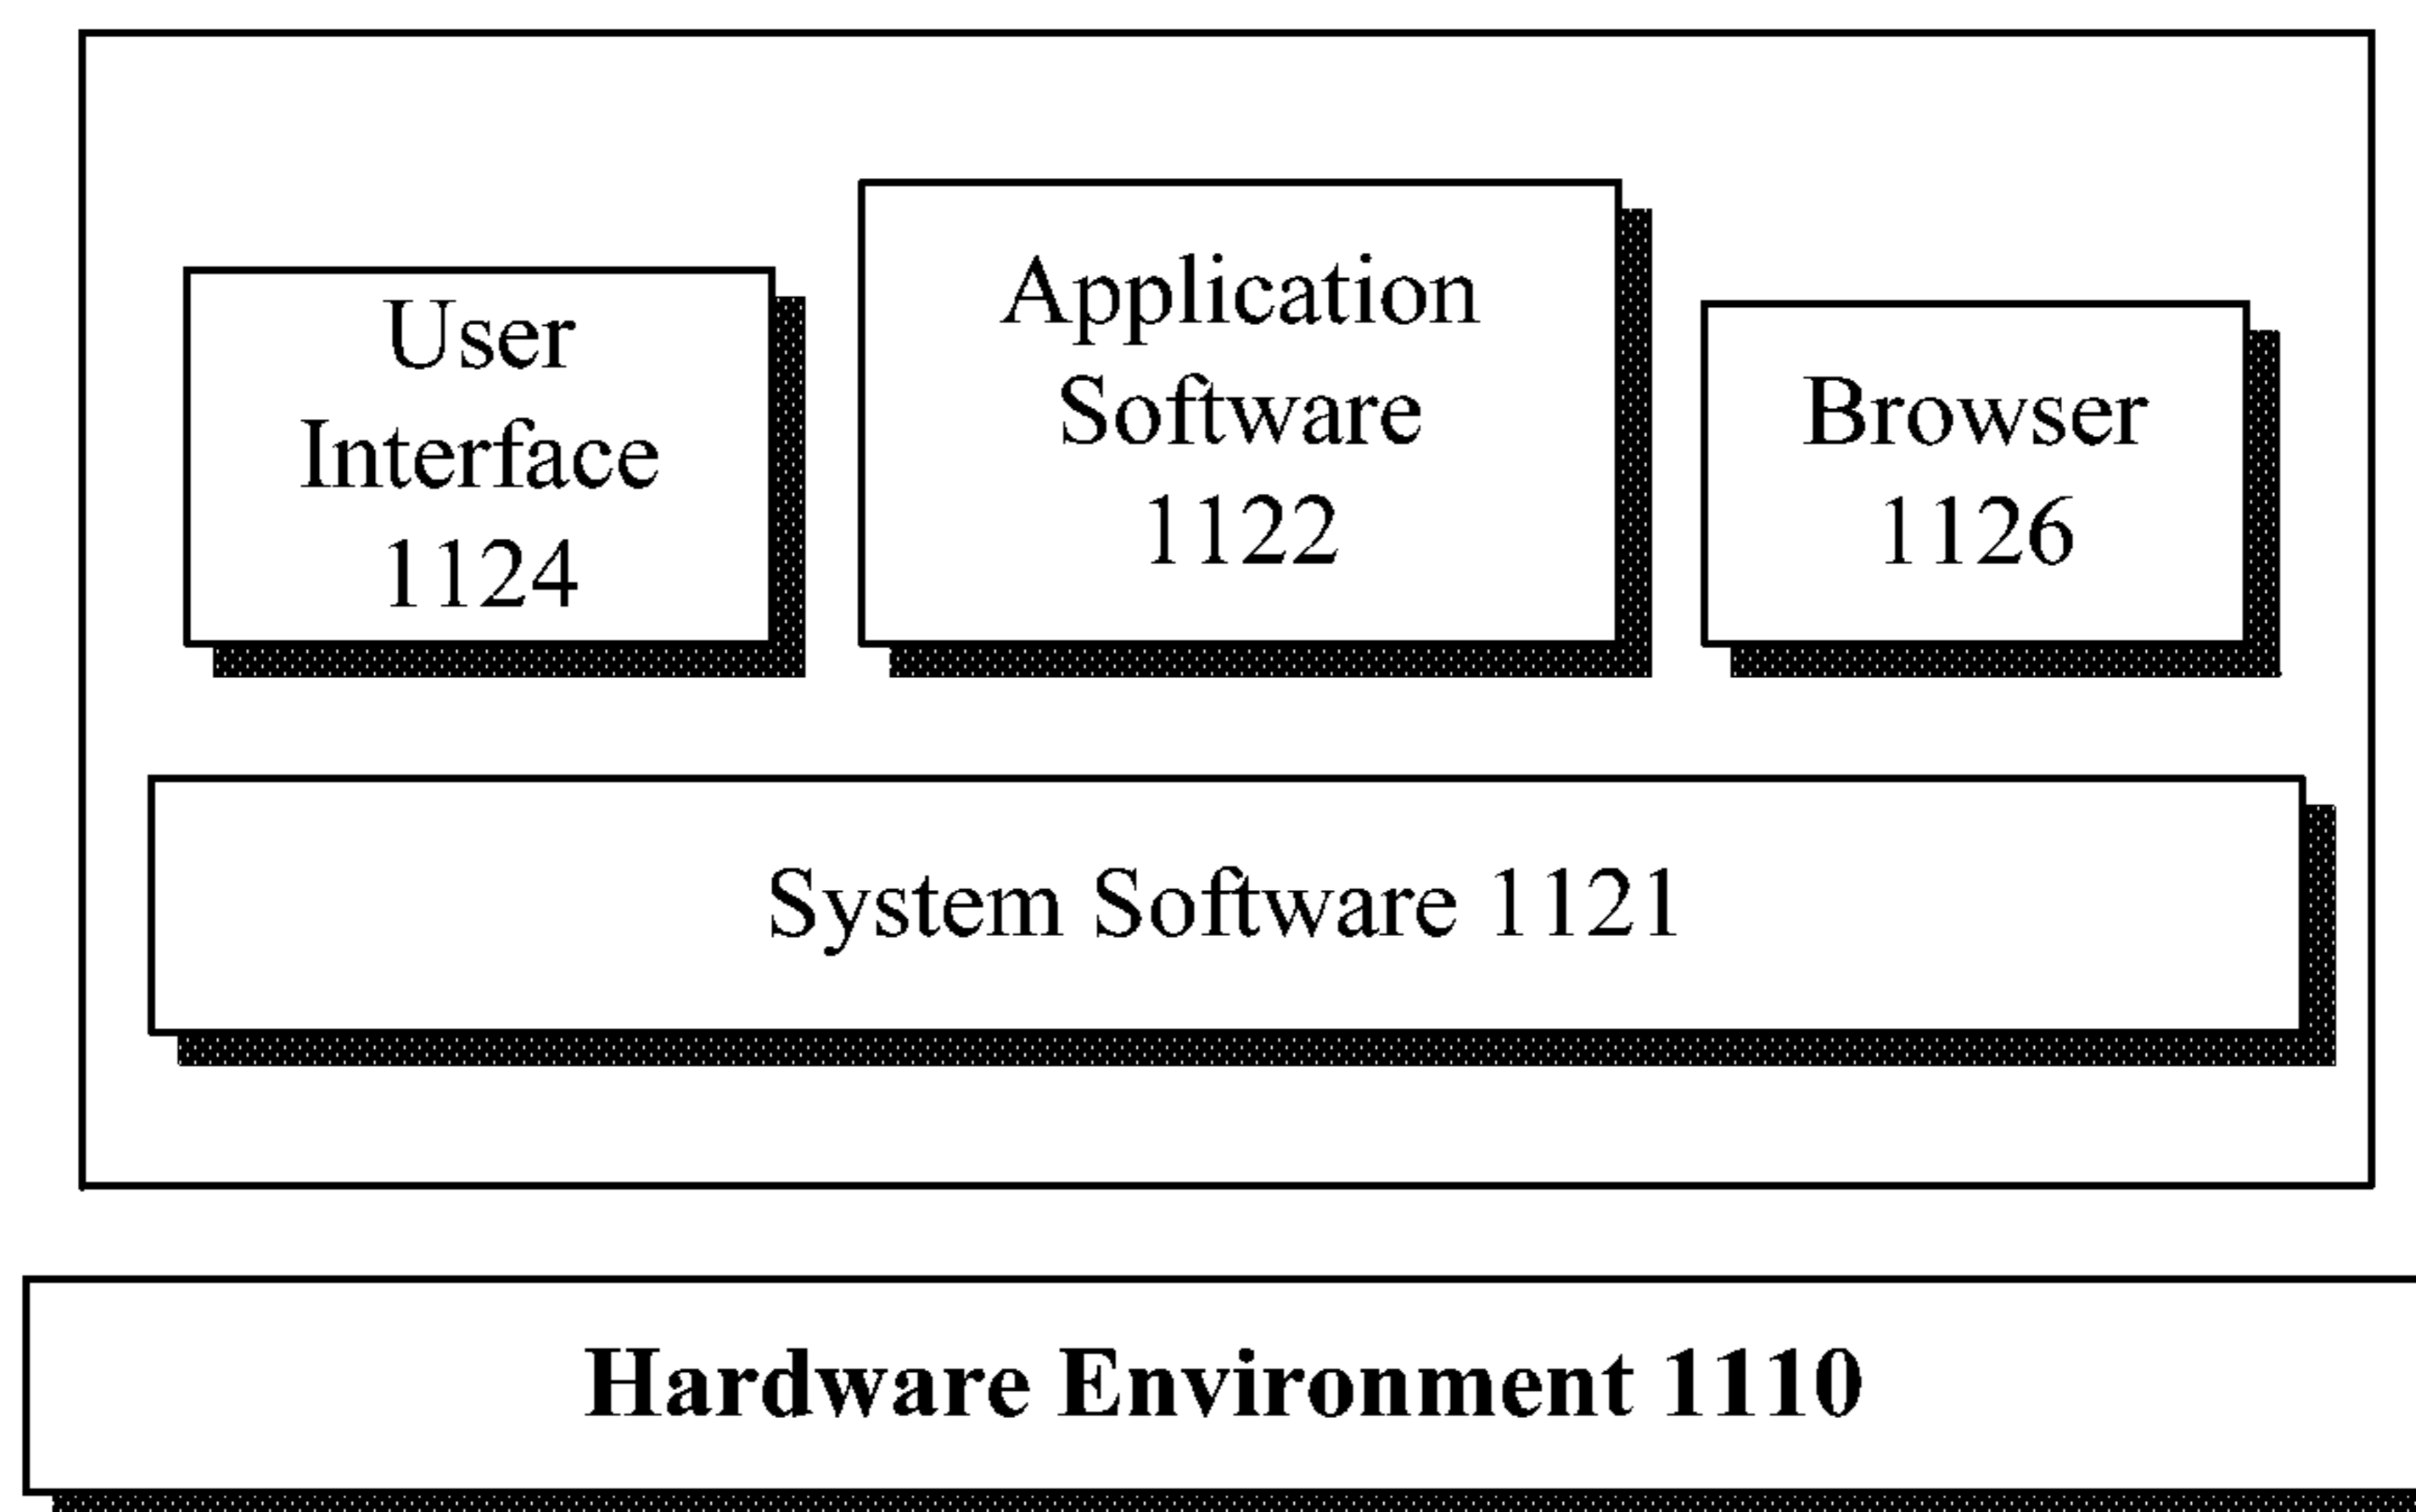 User
Interface
1124
Application
Software
1122
Browser
1126
System Software 1121
Hardware Environment 1110